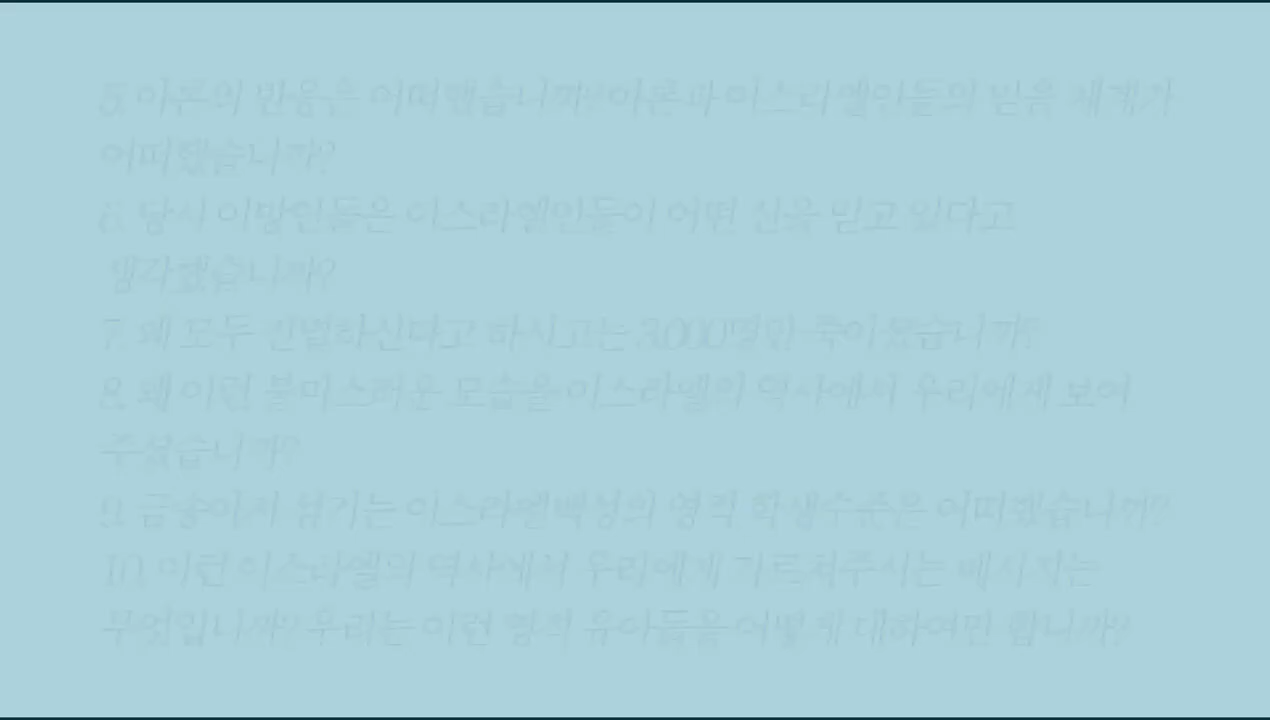 5. 아론의 반응은 어떠했습니까? 아론과 이스라엘인들의 믿음 체계가
어떠했습니까?
6. 당시 이방인들은 이스라엘인들이 어떤 신을 믿고 있다고
생각했습니까?
7. 왜 모두 진멸하신다고 하시고는 3000명만 죽이셨습니까?
8. 왜 이런 불미스러운 모습을 이스라엘의 역사에서 우리에게 보여
주셨습니까?
9. 금송아지 섬기는 이스라엘백성의 영적 학생수준은 어떠했습니까?
10. 이런 이스라엘의 역사에서 우리에게 가르쳐주시는 메시지는
무엇입니까? 우리는 이런 영적 유아들을 어떻게 대하여만 합니까?